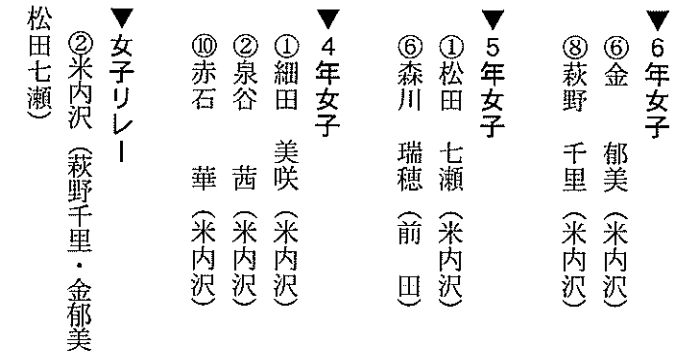 ▼6年女子
⑥金　郁美（米内沢）
⑧萩野　千里（米内沢）
▼5年女子
①松田　七瀬（米内沢）
⑥森川　瑞穂（前　田）
▼4年女子
①細田　美咲（米内沢）
②泉谷　茜（米内沢）
⑩赤石　華（米内沢）
▼女子リレー
②米内沢（萩野千里・金郁美
松田七瀬）